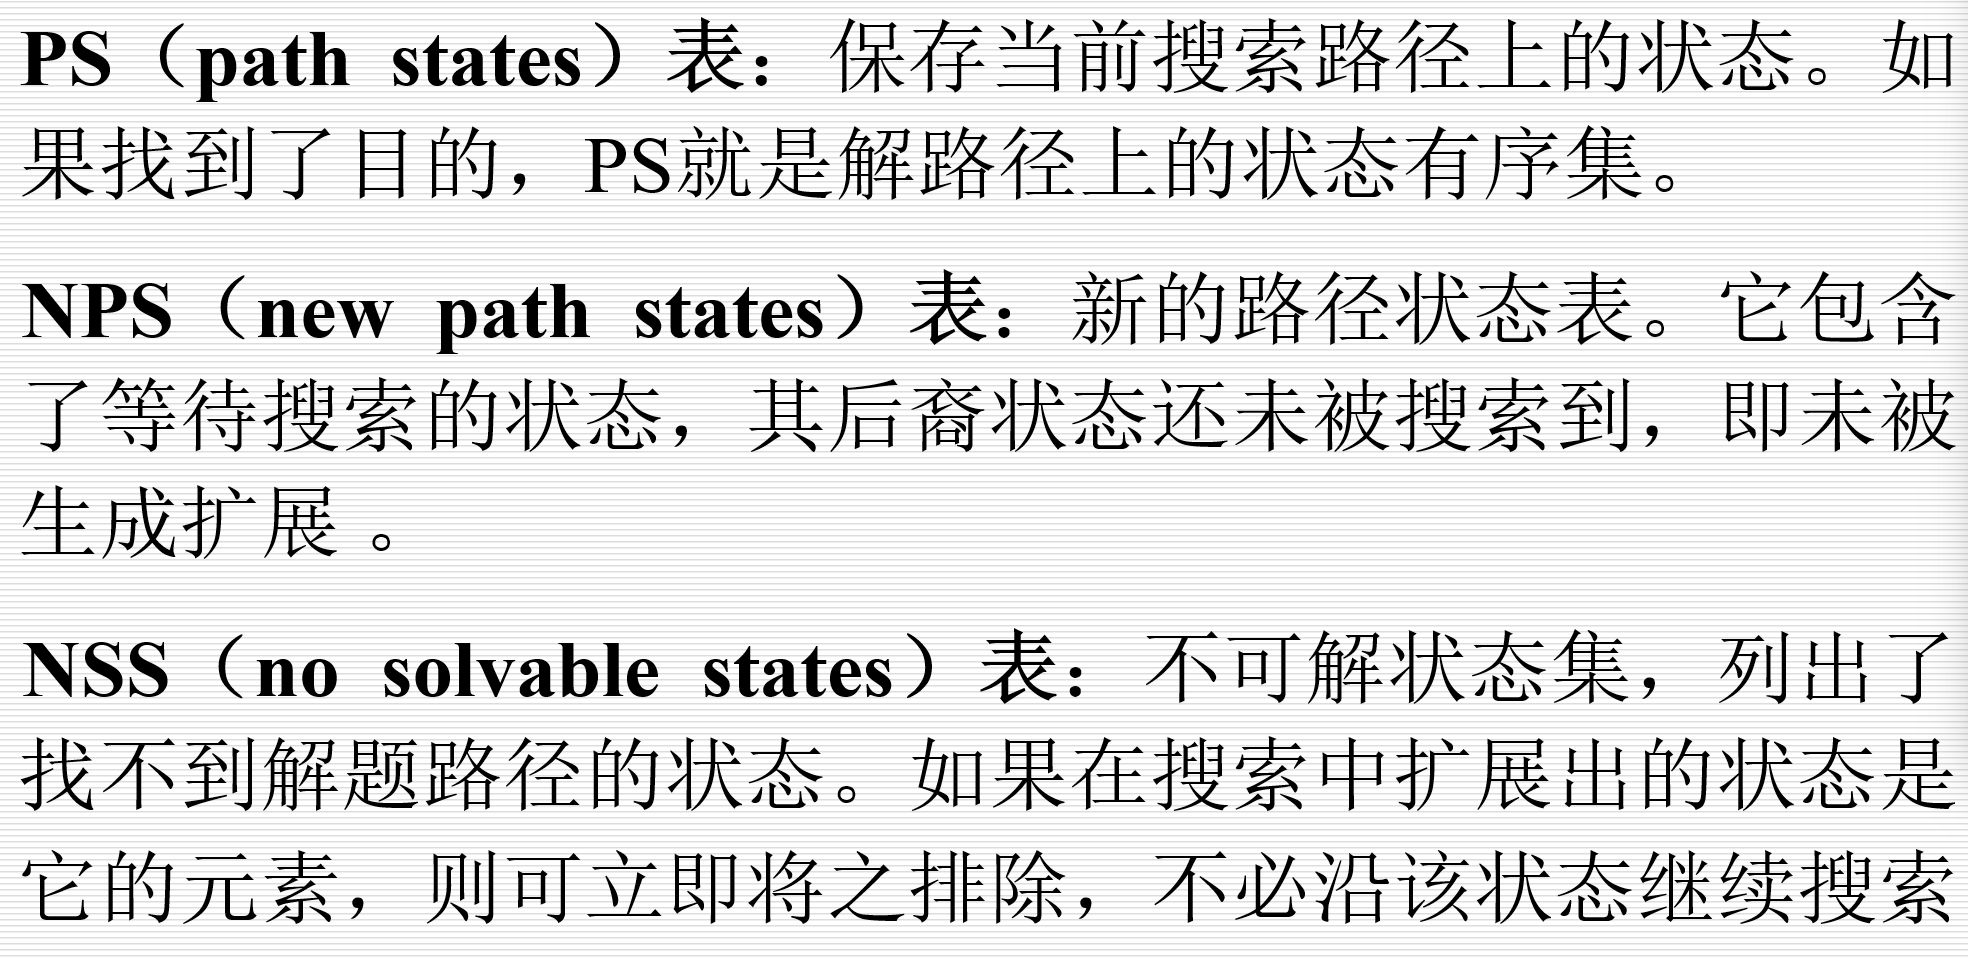 PS（path states）表：保存当前搜索路径上的状态。如
果找到了目的，PS就是解路径上的状态有序集。
NPS（new path states）表：新的路径状态表。它包含
了等待搜索的状态，其后裔状态还未被搜索到，即未被
生成扩展 。
NSS（no solvable states）表：不可解状态集，列出了
找不到解题路径的状态。如果在搜索中扩展出的状态是
它的元素，则可立即将之排除，不必沿该状态继续搜索